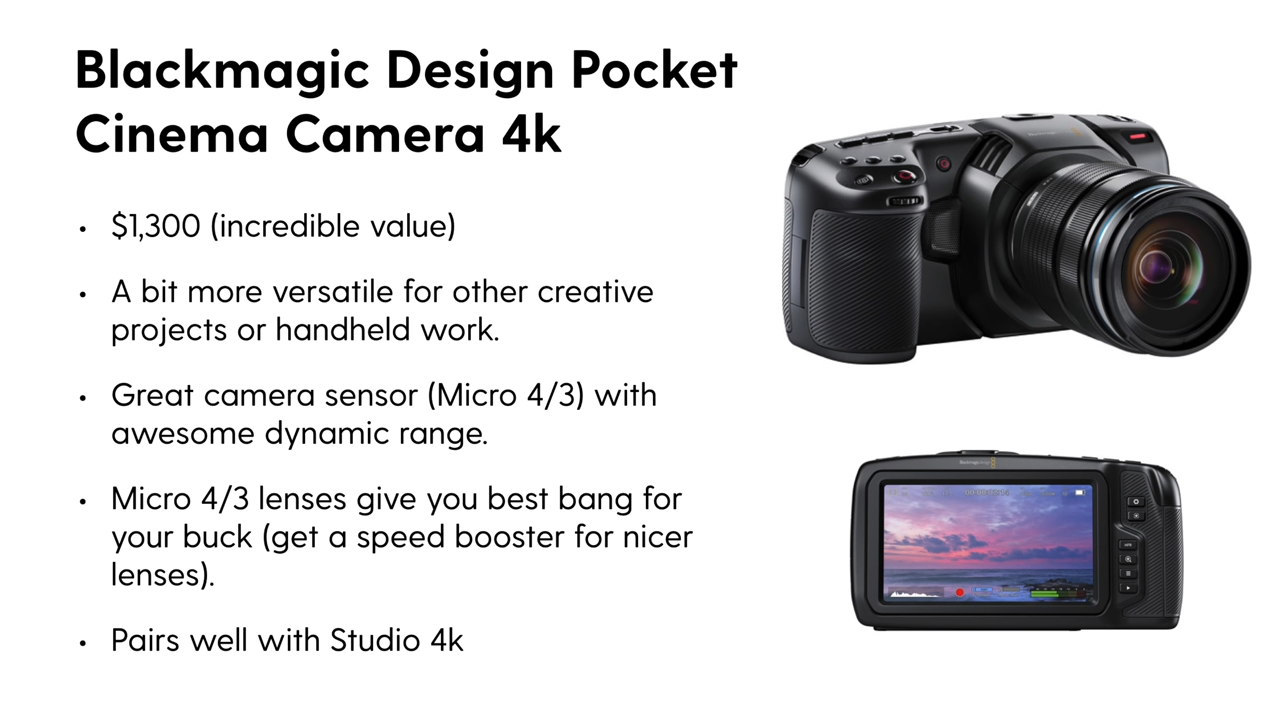 Blackmagic Design Pocket
Cinema Camera 4k
• $1,300 (incredible value)
• A bit more versatile for other creative
projects or handheld work.
• Great camera sensor (Micro 4/3) with
awesome dynamic range.
• Micro 4/3 lenses give you best bang for
your buck (get a speed booster for nicer
lenses).
• Pairs well with Studio 4k